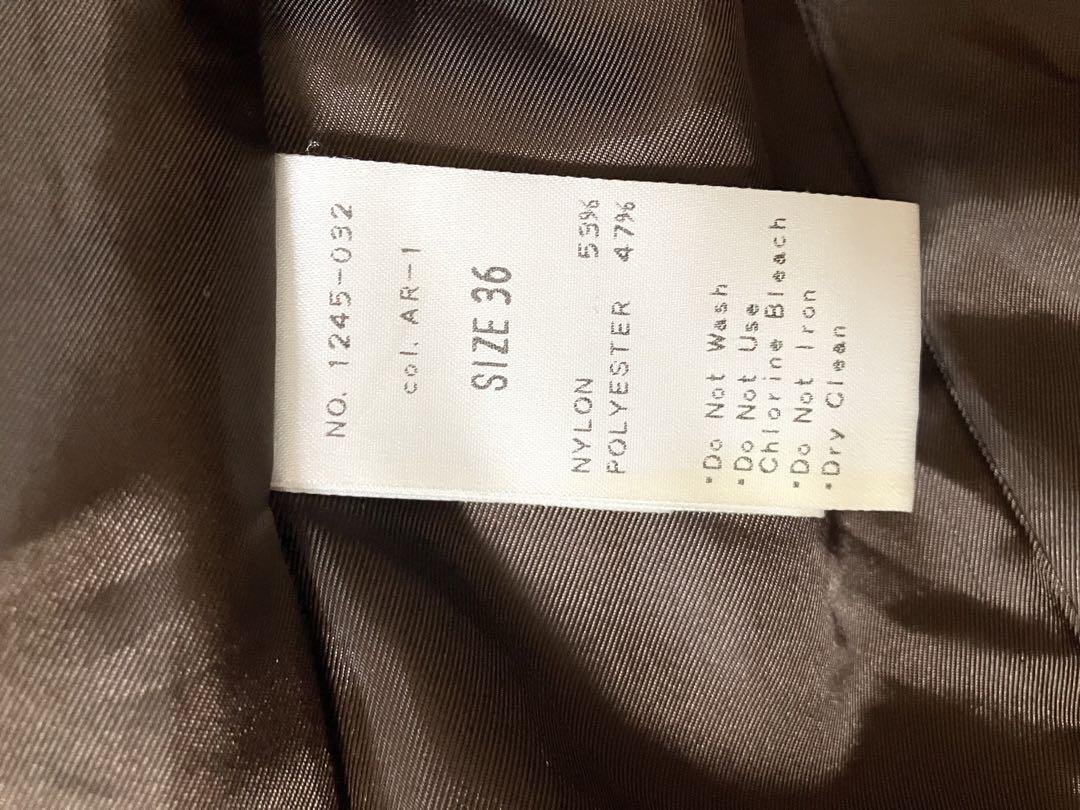 NO. 1245-032
col. AR-1
SIZE 36
NYLON 53%
POLYESTER 47%
*Do Not Wash
*Do Not Use
Chlorine Bleach
*Do Not Iron
*Dry Clean